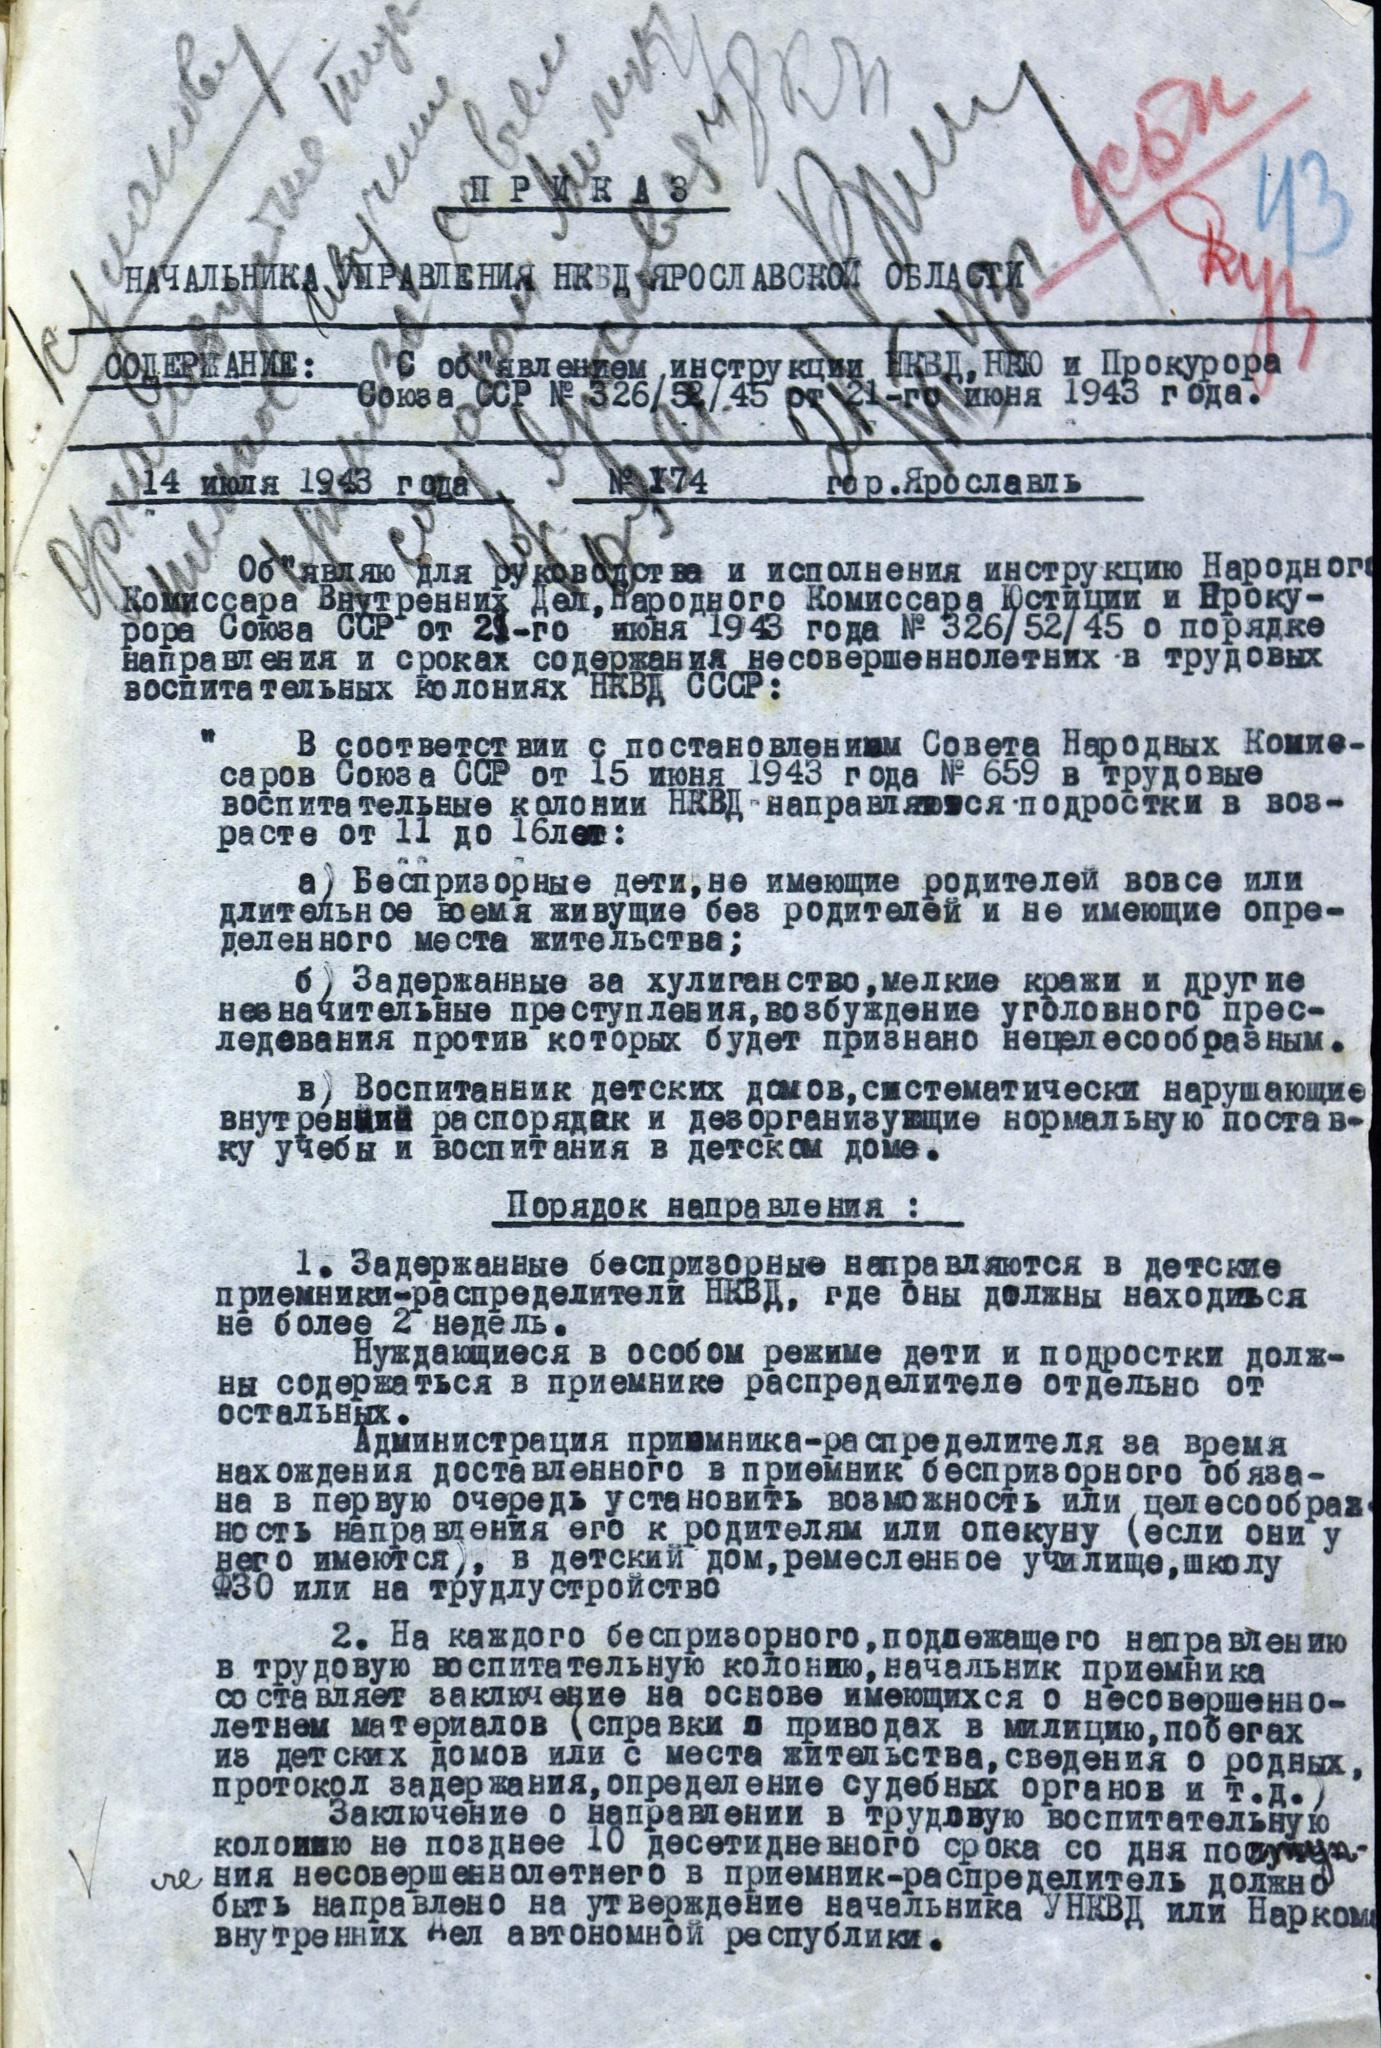 осбп
43
П Р И К А З
НАЧАЛЬНИКА УПРАВЛЕНИЯ НКВД ЯРОСЛАВСКОЙ ОБЛАСТИ
СОДЕРЖАНИЕ: С об"явлением инструкции НКВД, НКЮ и Прокурора
Союза ССР № 326/52/45 от 21-го июня 1943 года.
14 июля 1943 года № 174 гор.Ярославль
Об"являю для руководства и исполнения инструкцию Народного
Комиссара Внутренних Дел, Народного Комиссара Юстиции и Проку-
рора Союза ССР от 21-го июня 1943 года № 326/52/45 о порядке
направления и сроках содержания несовершеннолетних в трудовых
воспитательных колониях НКВД СССР:
" В соответствии с постановлением Совета Народных Комис-
саров Союза ССР от 15 июня 1943 года № 659 в трудовые
воспитательные колонии НКВД направляются подростки в воз-
расте от 11 до 16лет:
а) Беспризорные дети,не имеющие родителей вовсе или
длительное время живущие без родителей и не имеющие опре-
деленного места жительства;
б) Задержанные за хулиганство,мелкие кражи и другие
незначительные преступления,возбуждение уголовного прес-
ледования против которых будет признано нецелесообразным.
в) Воспитанник детских домов,систематически нарушающие
внутренний распорядок и дезорганизующие нормальную постав-
ку учебы и воспитания в детском доме.
Порядок направления :
1. Задержанные беспризорные направляются в детские
приемники-распределители НКВД, где оны должны находиься
не более 2 недель.
Нуждающиеся в особом режиме дети и подростки долж-
ны содержаться в приемнике распределителе отдельно от
остальных.
Администрация приемника-распределителя за время
нахождения доставленного в приемник беспризорного обяза-
на в первую очередь установить возможность или целесообраз-
ность направления его к родителям или опекуну (если они у
него имеются), в детский дом,ремесленное училище,школу
ФЗО или на трудлустройство
2. На каждого беспризорного,подлежащего направлению
в трудовую воспитательную колонию,начальник приемника
составляет заключение на основе имеющихся о несовершенно-
летнем материалов (справки о приводах в милицию,побегах
из детских домов или с места жительства,сведения о родных,
протокол задержания,определение судебных органов и т.д.)
Заключение о направлении в трудовую воспитательную
колонию не позднее 10 десетидневного срока со дня поступ-
ле ния несовершеннолетнего в приемник-распределитель должно
быть направлено на утверждение начальника УНКВД или Наркома
внутренних дел автономной республики.